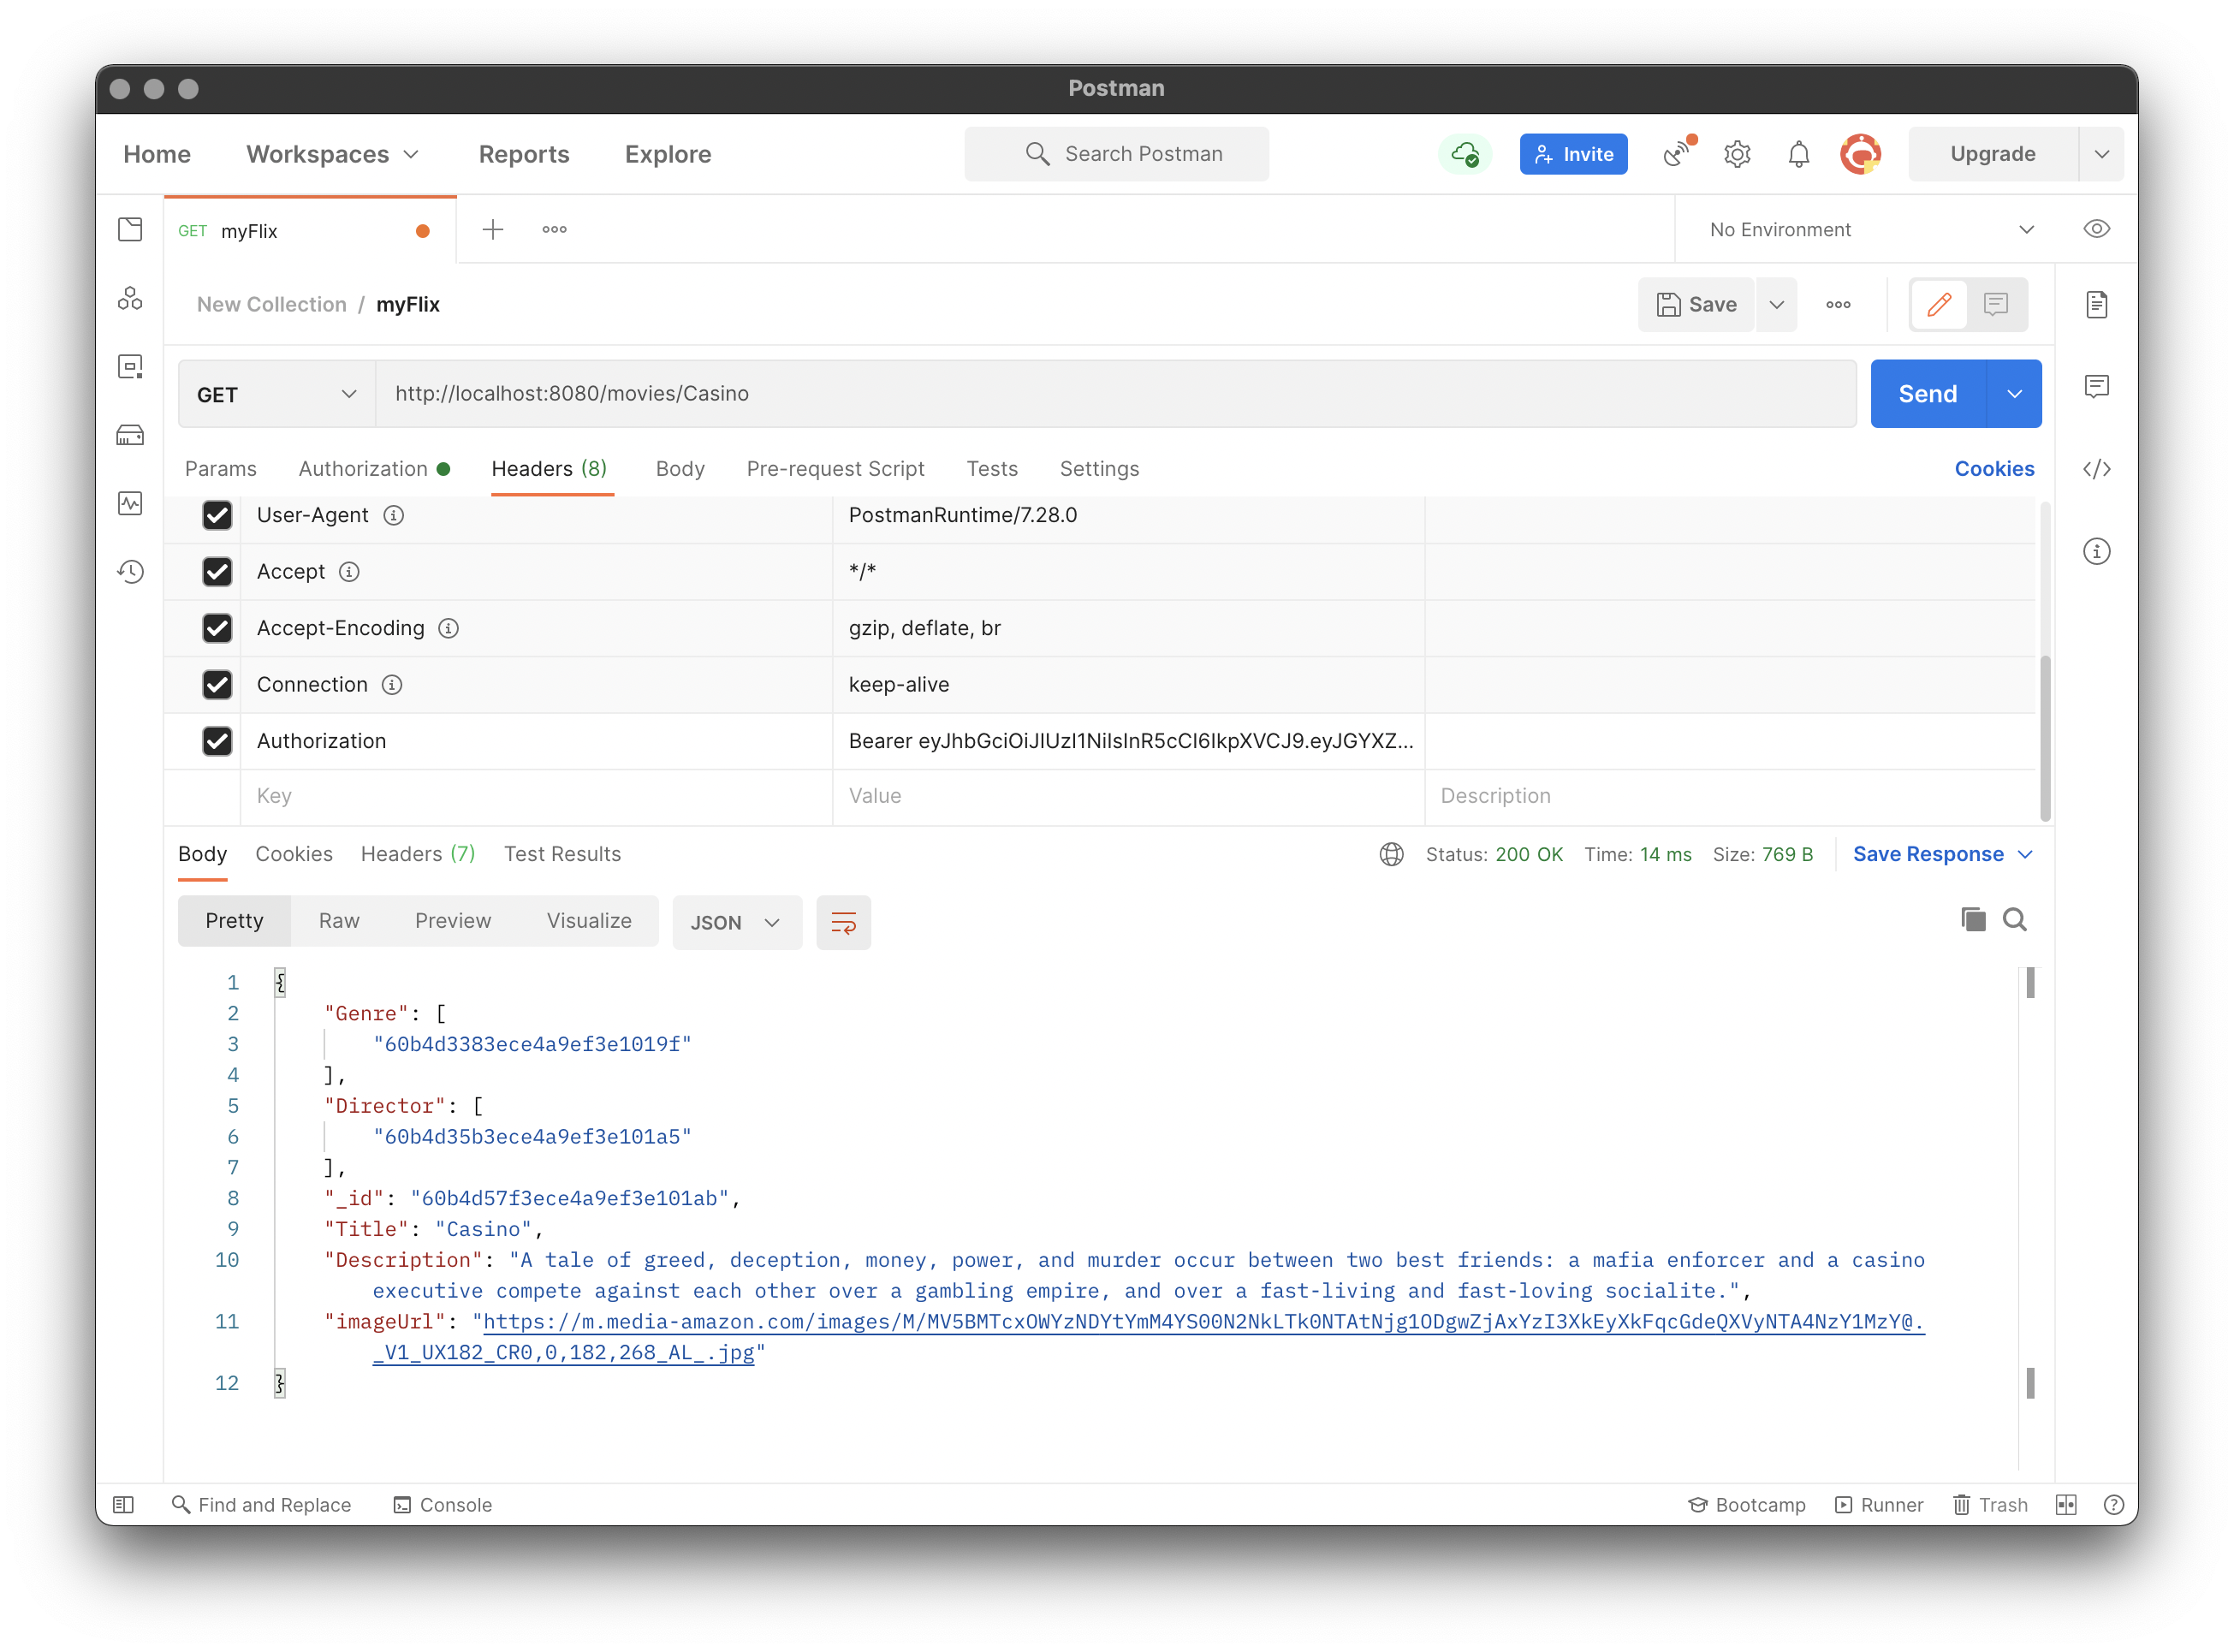 Postman
Home Workspaces Reports Explore Search Postman Invite Upgrade
GET myFlix No Environment
New Collection / myFlix Save
GET http://localhost:8080/movies/Casino Send
Params Authorization Headers (8) Body Pre-request Script Tests Settings Cookies
User-Agent PostmanRuntime/7.28.0
Accept */*
Accept-Encoding gzip, deflate, br
Connection keep-alive
Authorization Bearer eyJhbGciOiJIUzI1NiIsInR5cCI6IkpXVCJ9.eyJGYXZ...
Key Value Description
Body Cookies Headers (7) Test Results Status: 200 OK Time: 14 ms Size: 769 B Save Response
Pretty Raw Preview Visualize JSON
1 {
2 "Genre": [
3 "60b4d3383ece4a9ef3e1019f"
4 ],
5 "Director": [
6 "60b4d35b3ece4a9ef3e101a5"
7 ],
8 "_id": "60b4d57f3ece4a9ef3e101ab",
9 "Title": "Casino",
10 "Description": "A tale of greed, deception, money, power, and murder occur between two best friends: a mafia enforcer and a casino
executive compete against each other over a gambling empire, and over a fast-living and fast-loving socialite.",
11 "imageUrl": "https://m.media-amazon.com/images/M/MV5BMTcxOWYzNDYtYmM4YS00N2NkLTk0NTAtNjg1ODgwZjAxYzI3XkEyXkFqcGdeQXVyNTA4NzY1MzY@.
_V1_UX182_CR0,0,182,268_AL_.jpg"
12 }
Find and Replace Console Bootcamp Runner Trash